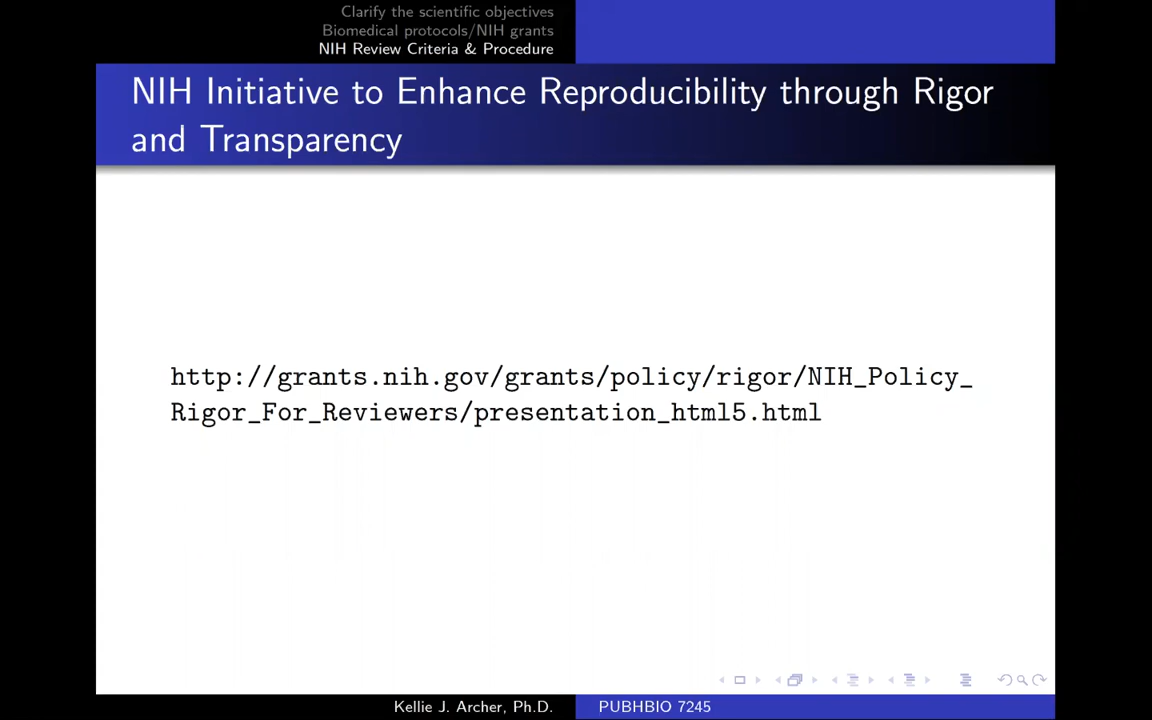 Clarify the scientific objectives
Biomedical protocols/NIH grants
NIH Review Criteria & Procedure
NIH Initiative to Enhance Reproducibility through Rigor
and Transparency
http://grants.nih.gov/grants/policy/rigor/NIH_Policy_
Rigor_For_Reviewers/presentation_html5.html
Kellie J. Archer, Ph.D.
PUBHBIO 7245